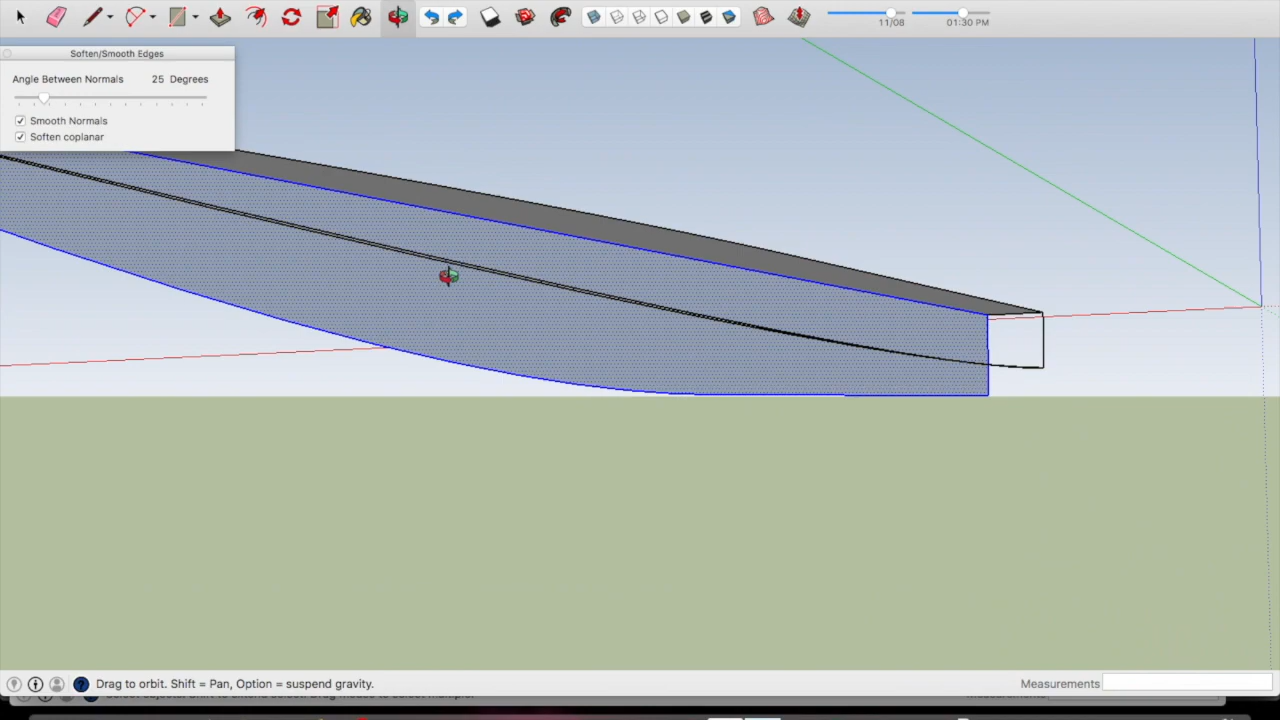 11/08
01:30 PM
Soften/Smooth Edges
Angle Between Normals 25 Degrees
Smooth Normals
Soften coplanar
Drag to orbit. Shift = Pan, Option = suspend gravity.
Measurements